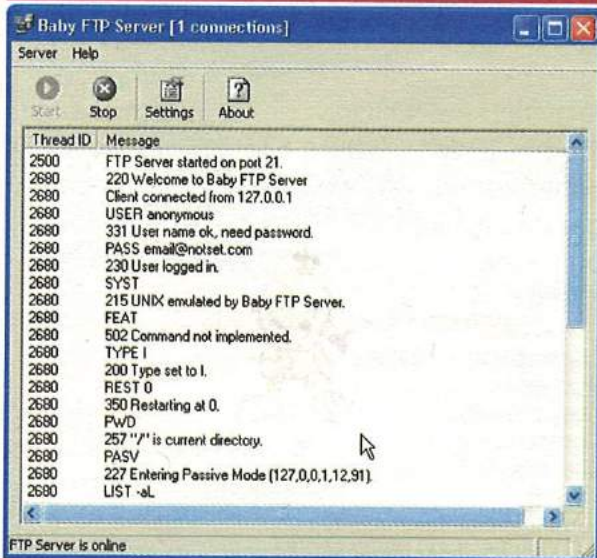 Baby FTP Server [1 connections]
Server Help
Start Stop Settings About
Thread ID Message
2500 FTP Server started on port 21.
2680 220 Welcome to Baby FTP Server
2680 Client connected from 127.0.0.1
2680 USER anonymous
2680 331 User name ok, need password.
2680 PASS email@notset.com
2680 230 User logged in.
2680 SYST
2680 215 UNIX emulated by Baby FTP Server.
2680 FEAT
2680 502 Command not implemented.
2680 TYPE I
2680 200 Type set to I.
2680 REST 0
2680 350 Restarting at 0.
2680 PWD
2680 257 "/" is current directory.
2680 PASV
2680 227 Entering Passive Mode (127,0,0,1,12,91).
2680 LIST -aL
FTP Server is online